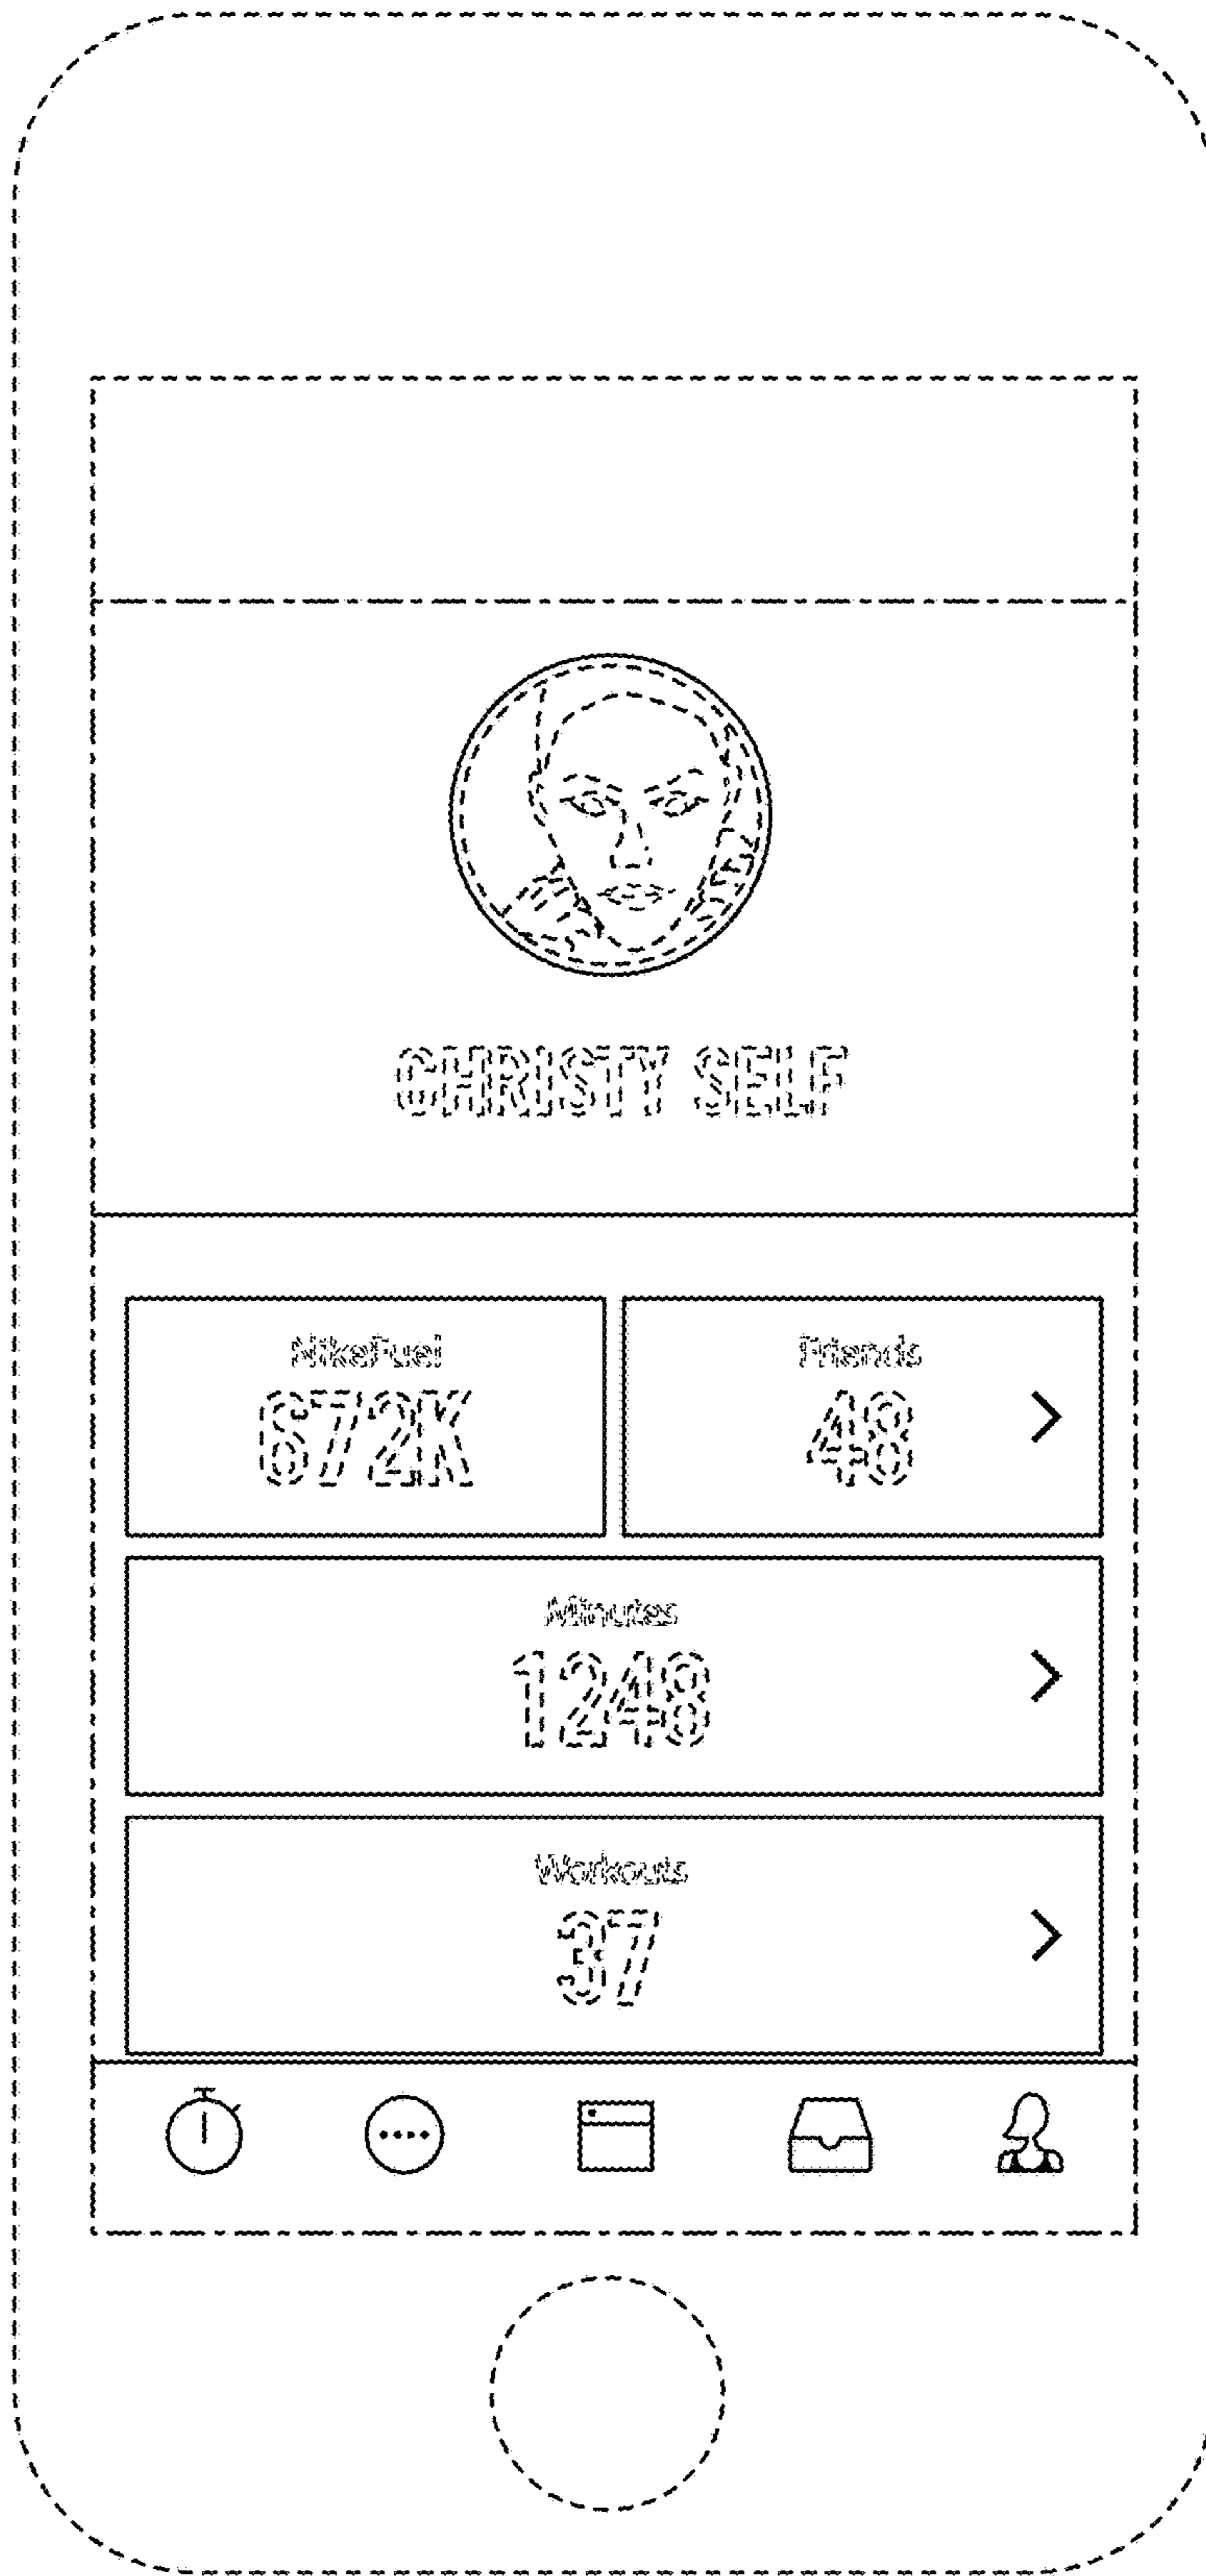 CHRISTY SELF
NikeFuel
672K
Friends
48
Minutes
1248
Workouts
37